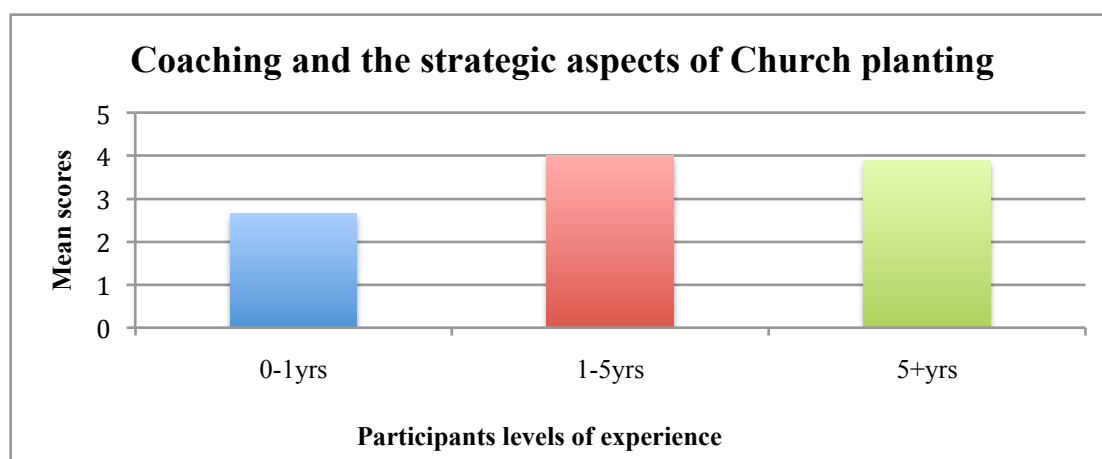 Coaching and the strategic aspects of Church planting
Mean scores
5
4
3
2
1
0
0-1yrs 1-5yrs 5+yrs
Participants levels of experience